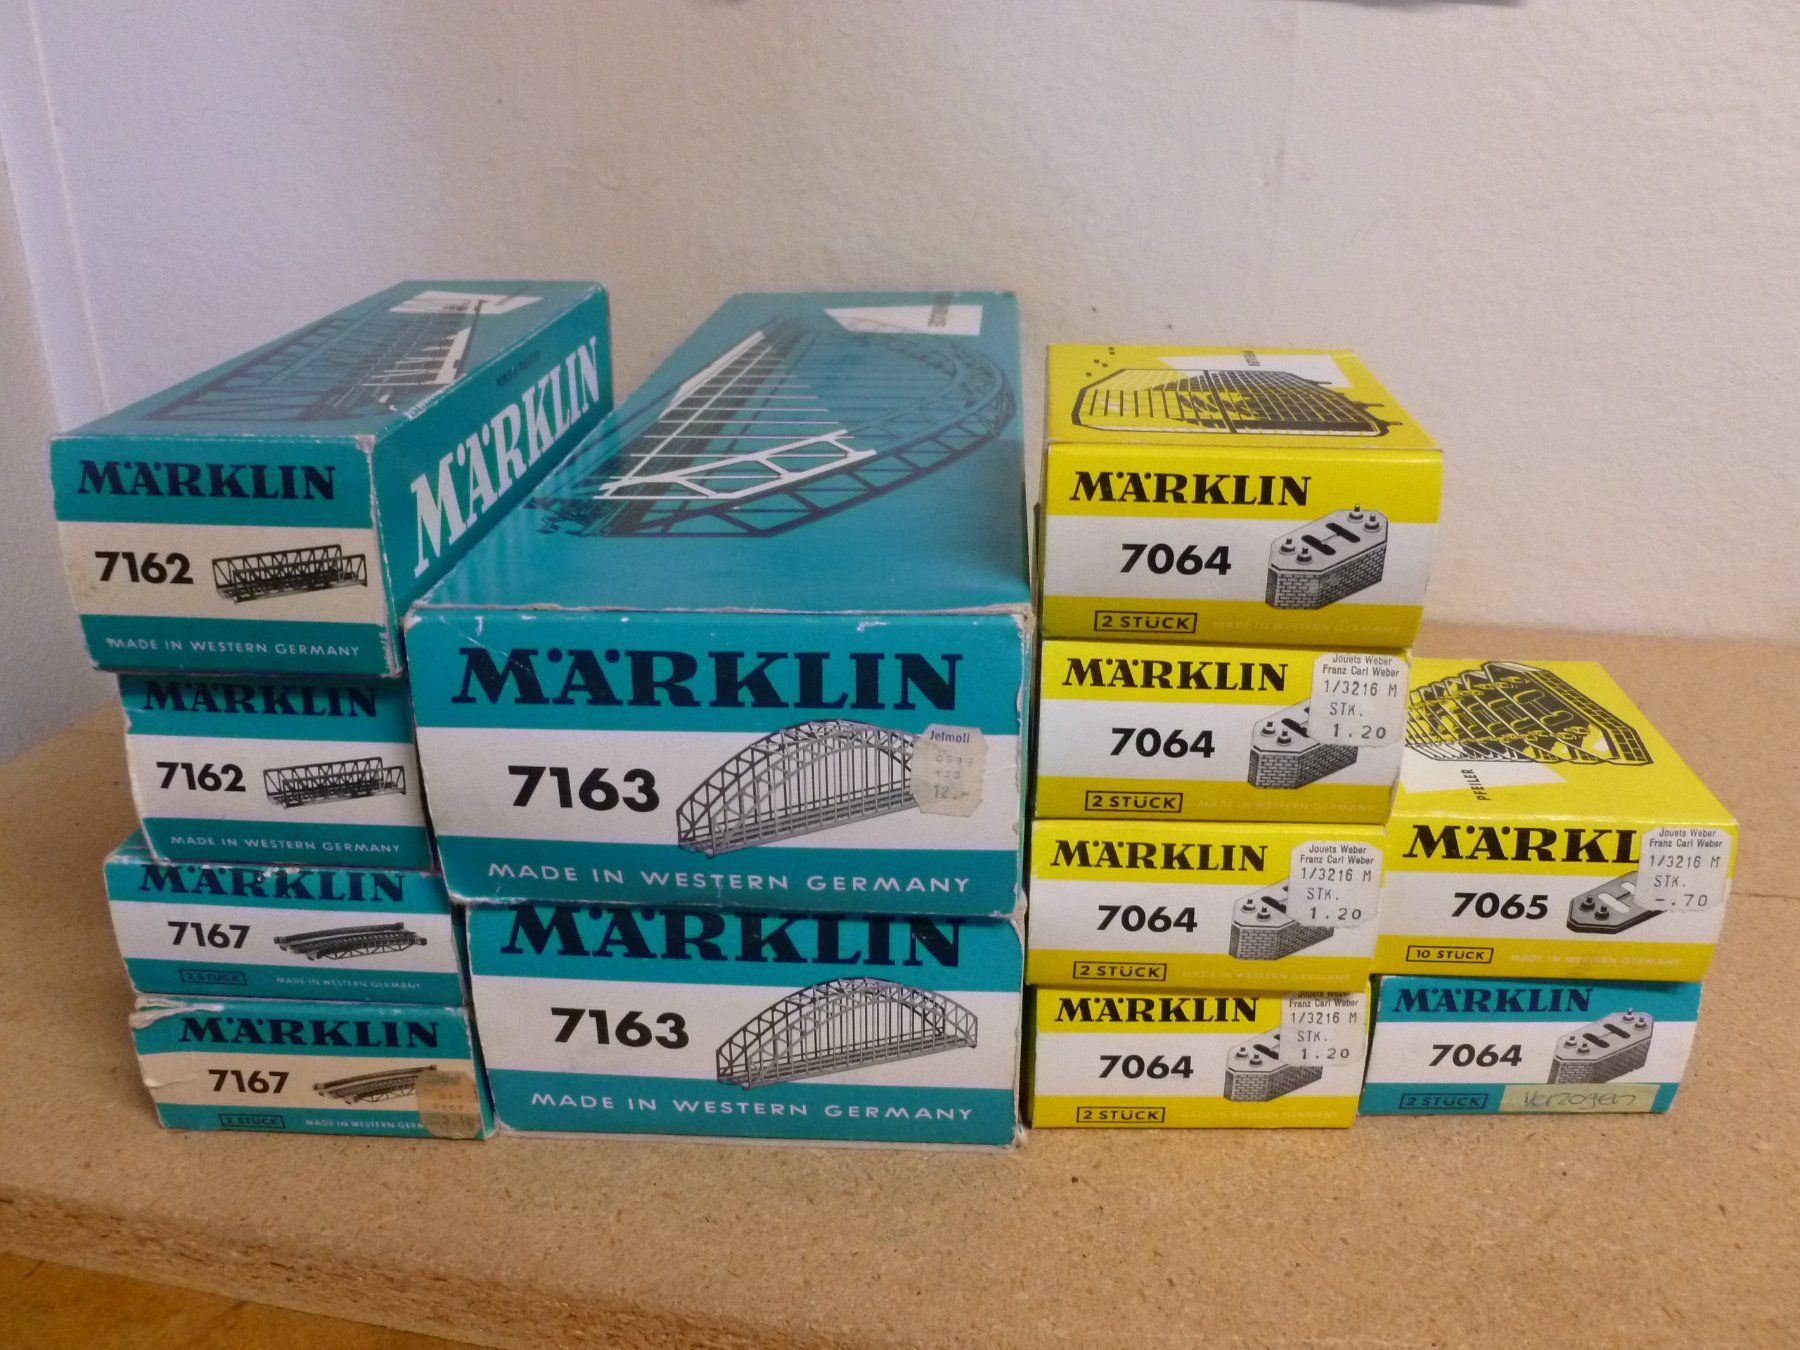 MÄRKLIN
MÄRKLIN
7162
MADE IN WESTERN GERMANY
MÄRKLIN
7162
MADE IN WESTERN GERMANY
MÄRKLIN
7167
2 STÜCK MADE IN WESTERN GERMANY
MÄRKLIN
7167
2 STÜCK MADE IN WESTERN GERMANY
MÄRKLIN
Jelmoli
7163
12.-
MADE IN WESTERN GERMANY
MÄRKLIN
7163
MADE IN WESTERN GERMANY
MÄRKLIN
7064
2 STÜCK MADE IN WESTERN GERMANY
MÄRKLIN
Jouets Weber
Franz Carl Weber
1/3216 M
STK.
1.20
7064
2 STÜCK MADE IN WESTERN GERMANY
MÄRKLIN
Jouets Weber
Franz Carl Weber
1/3216 M
STK.
1.20
7064
2 STÜCK MADE IN WESTERN GERMANY
MÄRKLIN
Franz Carl Weber
1/3216 M
STK.
1.20
7064
2 STÜCK
PFEILER
MÄRKL
Jouets Weber
Franz Carl Weber
1/3216 M
STK.
-.70
7065
10 STÜCK MADE IN WESTERN GERMANY
MÄRKLIN
7064
2 STÜCK
Verzogen